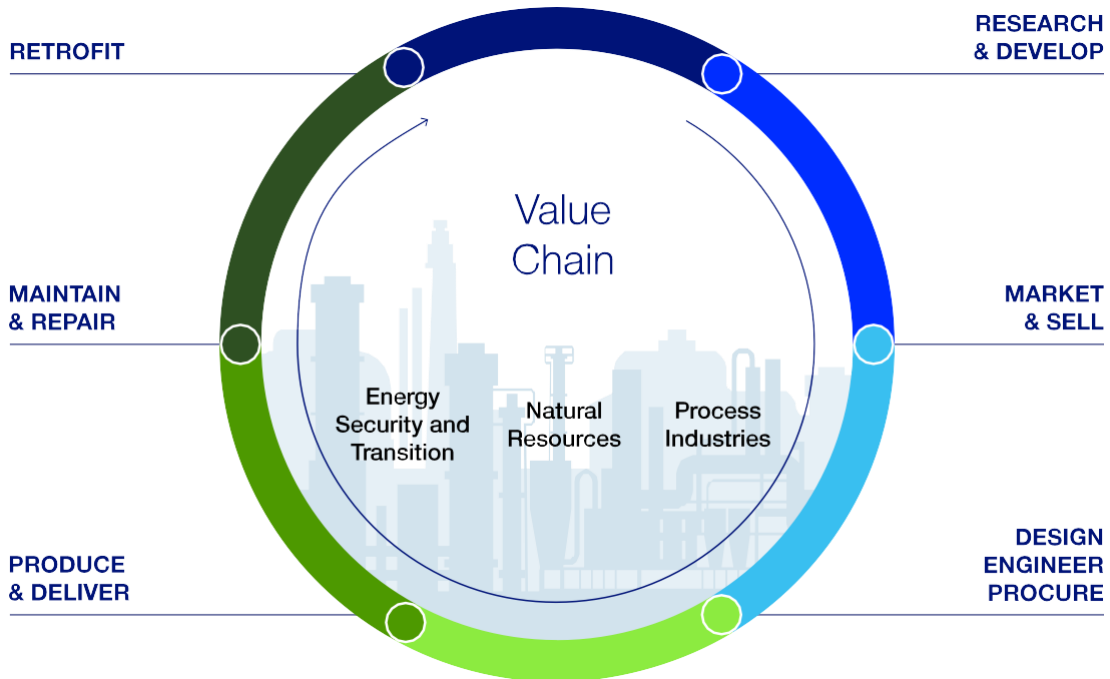 RETROFIT
RESEARCH
& DEVELOP
Value
Chain
MAINTAIN
& REPAIR
MARKET
& SELL
Energy
Security and
Transition
Natural
Resources
Process
Industries
PRODUCE
& DELIVER
DESIGN
ENGINEER
PROCURE